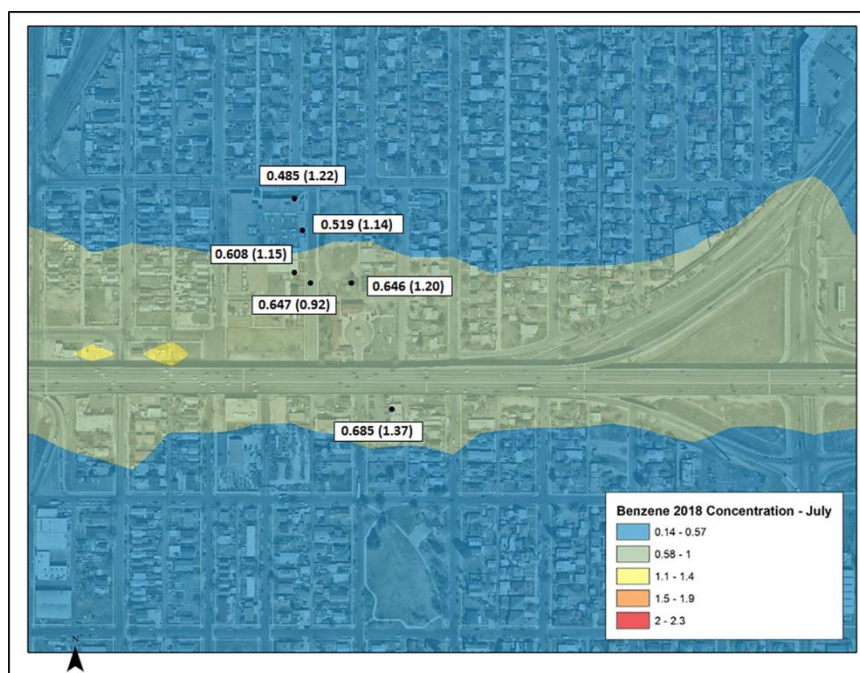 0.485 (1.22)
0.519 (1.14)
0.608 (1.15)
0.647 (0.92)
0.646 (1.20)
0.685 (1.37)
Benzene 2018 Concentration - July
0.14 - 0.57
0.58 - 1
1.1 - 1.4
1.5 - 1.9
2 - 2.3
N